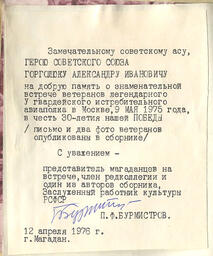 Замечательному советскому асу,
ГЕРОЮ СОВЕТСКОГО СОЮЗА
ГОРГОЛЮКУ АЛЕКСАНДРУ ИВАНОВИЧУ
на добрую память о знаменательной
встрече ветеранов легендарного
У гвардейского истребительного
авиаполка в Москве, 9 МАЯ 1975 года,
в честь 30-летия нашей ПОБЕДЫ
/ письмо и два фото ветеранов
опубликованы в сборнике/
С уважением –
представитель магаданцев на
встрече, член редколлегии и
один из авторов сборника,
Заслуженный работник культуры
РСФСР
П.Ф.БУРМИСТРОВ.
12 апреля 1976 г.
г. Магадан.